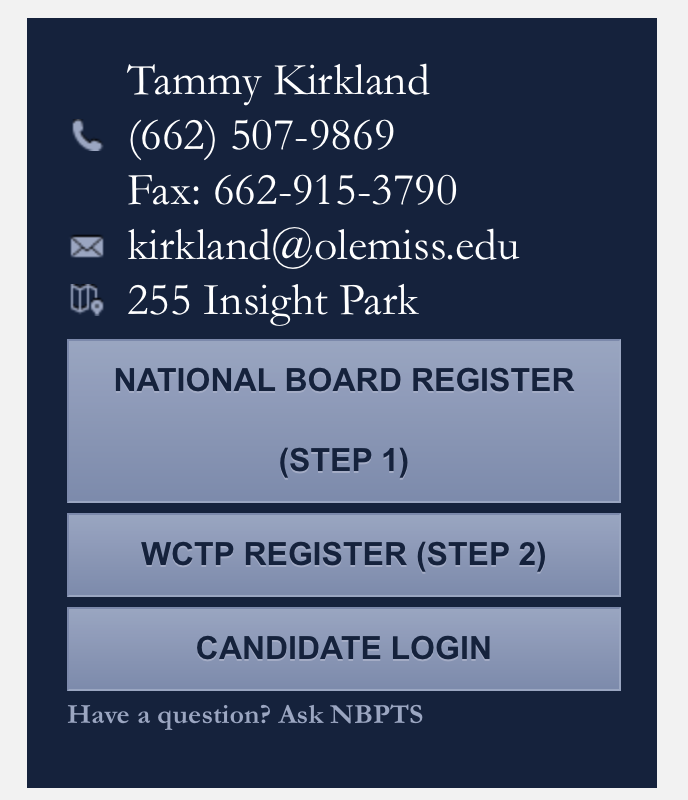 Tammy Kirkland
(662) 507-9869
Fax: 662-915-3790
kirkland@olemiss.edu
255 Insight Park
NATIONAL BOARD REGISTER
(STEP 1)
WCTP REGISTER (STEP 2)
CANDIDATE LOGIN
Have a question? Ask NBPTS